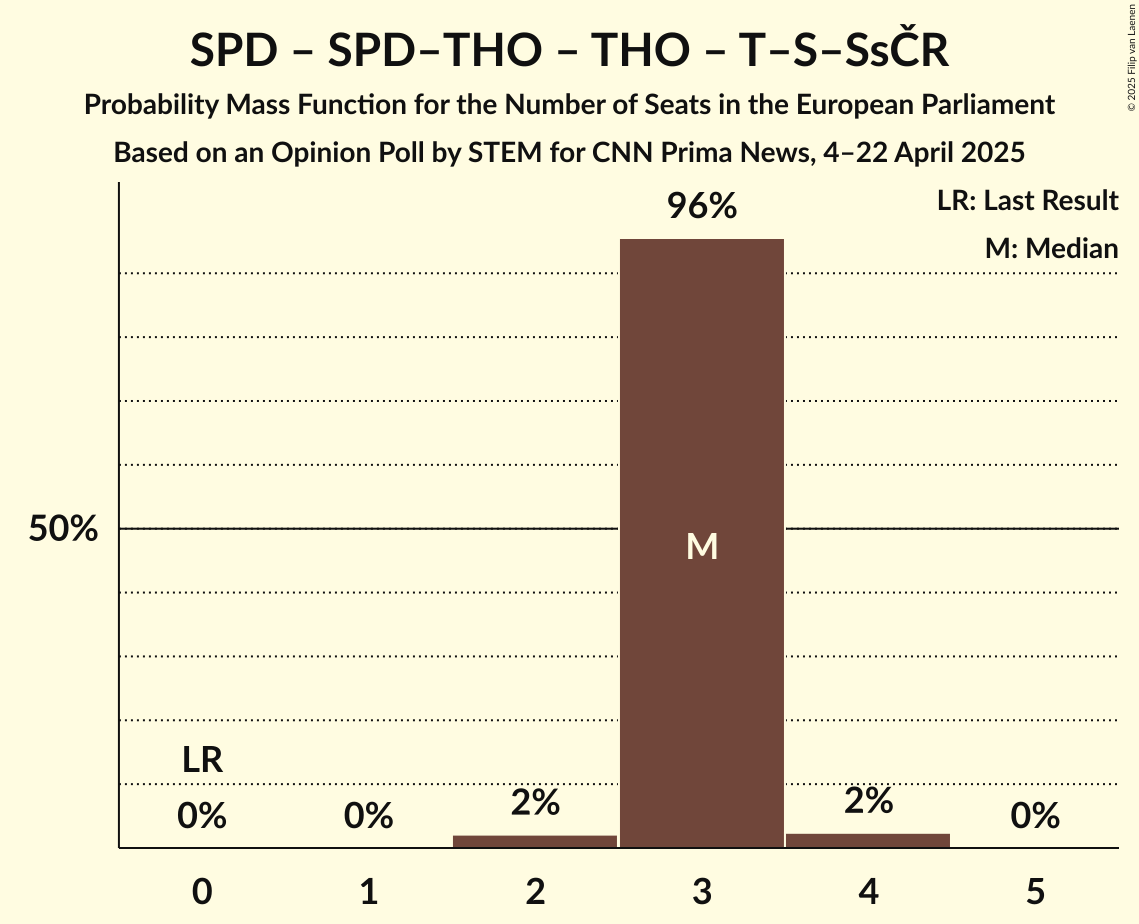 SPD – SPD–THO – THO – T–S–SsČR
Probability Mass Function for the Number of Seats in the European Parliament
Based on an Opinion Poll by STEM for CNN Prima News, 4–22 April 2025
© 2025 Filip van Laenen
LR: Last Result
M: Median
96%
50%
M
LR
0%
0%
2%
2%
0%
0
1
2
3
4
5